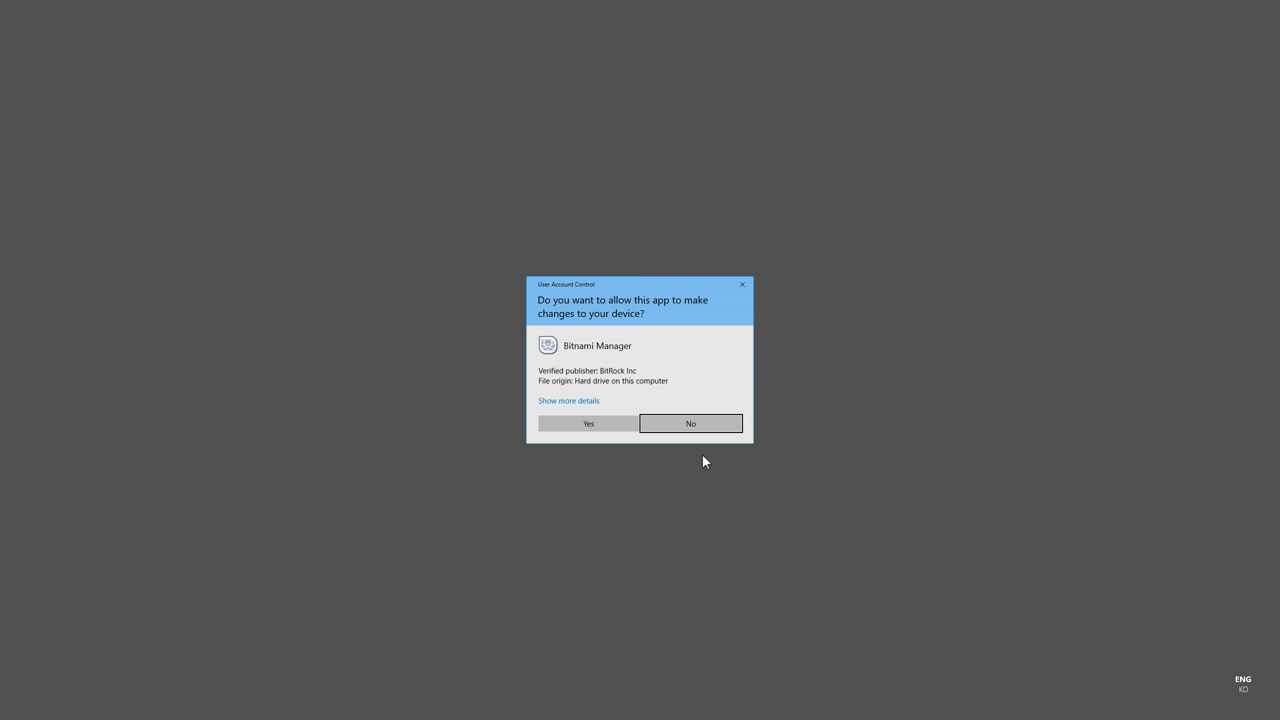 User Account Control
Do you want to allow this app to make
changes to your device?
Bitnami Manager
Verified publisher: BitRock Inc
File origin: Hard drive on this computer
Show more details
Yes
No
ENG
KO